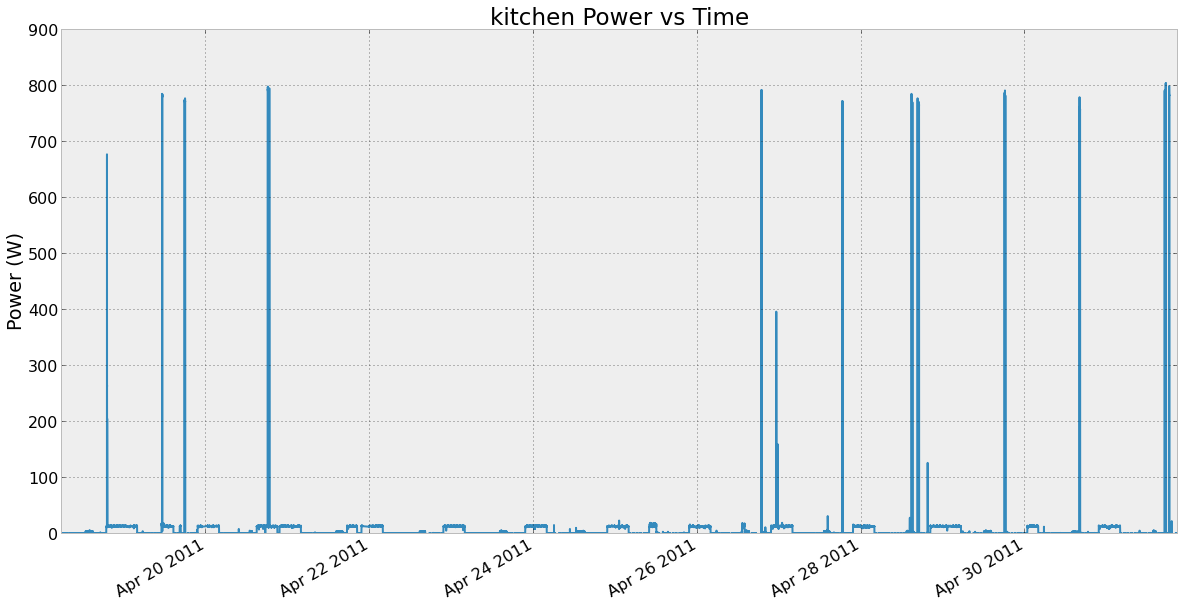 kitchen Power vs Time
900
800
700
600
500
400
300
200
100
0
Power (W)
Apr 20 2011
Apr 22 2011
Apr 24 2011
Apr 26 2011
Apr 28 2011
Apr 30 2011